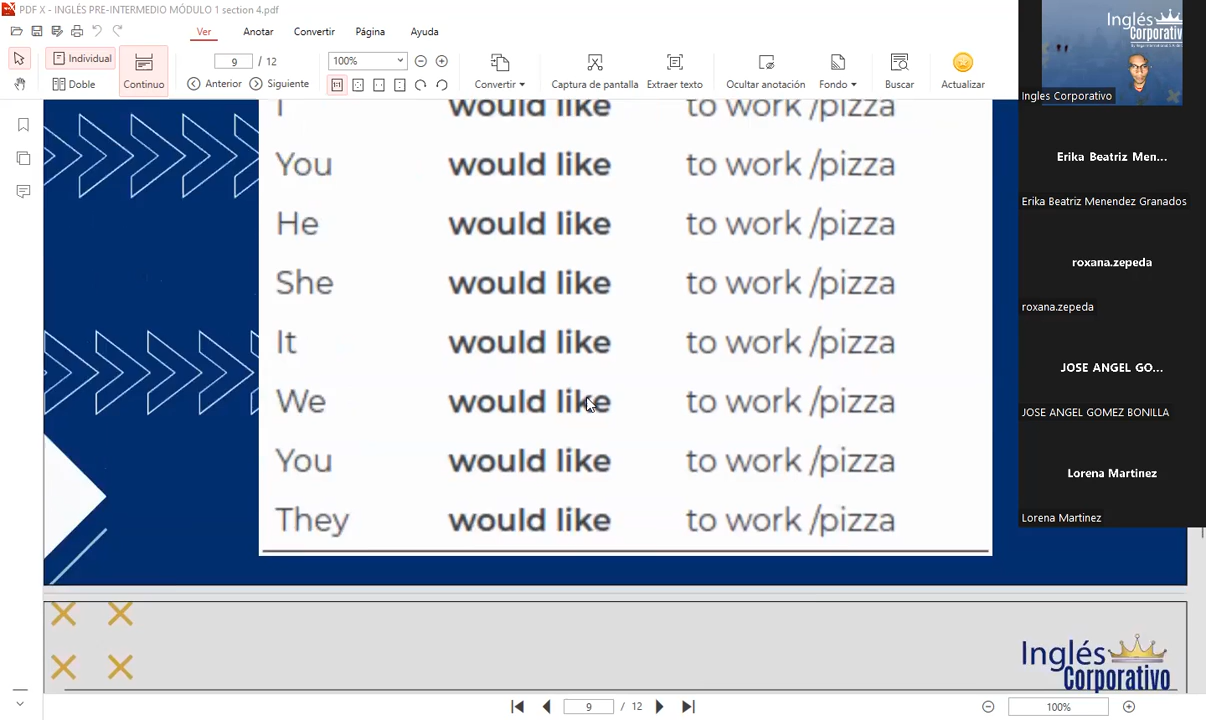 PDF X - INGLÉS PRE-INTERMEDIO MÓDULO 1 section 4.pdf
Ver Anotar Convertir Página Ayuda
Individual
Doble
Continuo
9 / 12
Anterior Siguiente
100%
Convertir
Captura de pantalla
Extraer texto
Ocultar anotación
Fondo
Buscar
Actualizar
I would like to work /pizza
You would like to work /pizza
He would like to work /pizza
She would like to work /pizza
It would like to work /pizza
We would like to work /pizza
You would like to work /pizza
They would like to work /pizza
Inglés
Corporativo
Inglés
Corporativo
Ingles Corporativo
Erika Beatriz Men...
Erika Beatriz Menendez Granados
roxana.zepeda
roxana.zepeda
JOSE ANGEL GO...
JOSE ANGEL GOMEZ BONILLA
Lorena Martinez
Lorena Martinez
9 / 12
100%